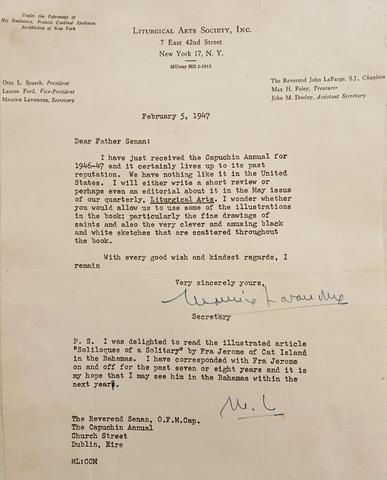 Under the Patronage of
His Eminence, Francis Cardinal Spellman
Archbishop of New York
LITURGICAL ARTS SOCIETY, INC.
7 East 42nd Street
New York 17, N. Y.
MUrray Hill 2-2912
Otto L. Spaeth, President
Lauren Ford, Vice-President
Maurice Lavanoux, Secretary
The Reverend John LaFarge, S.J., Chaplain
Max H. Foley, Treasurer
John M. Dooley, Assistant Secretary
February 5, 1947
Dear Father Senan:
I have just received the Capuchin Annual for
1946-47 and it certainly lives up to its past
reputation. We have nothing like it in the United
States. I will either write a short review or
perhaps even an editorial about it in the May issue
of our quarterly, Liturgical Arts. I wonder whether
you would allow us to use some of the illustrations
in the book; particularly the fine drawings of
saints and also the very clever and amusing black
and white sketches that are scattered throughout
the book.
With every good wish and kindest regards, I
remain
Very sincerely yours,
Maurice Lavanoux
Secretary
P. S. I was delighted to read the illustrated article
"Soliloques of a Solitary" by Fra Jerome of Cat Island
in the Bahamas. I have corresponded with Fra Jerome
on and off for the past seven or eight years and it is
my hope that I may see him in the Bahamas within the
next year.
M. L
The Reverend Senan, O.F.M.Cap.
The Capuchin Annual
Church Street
Dublin, Eire
ML:CCM